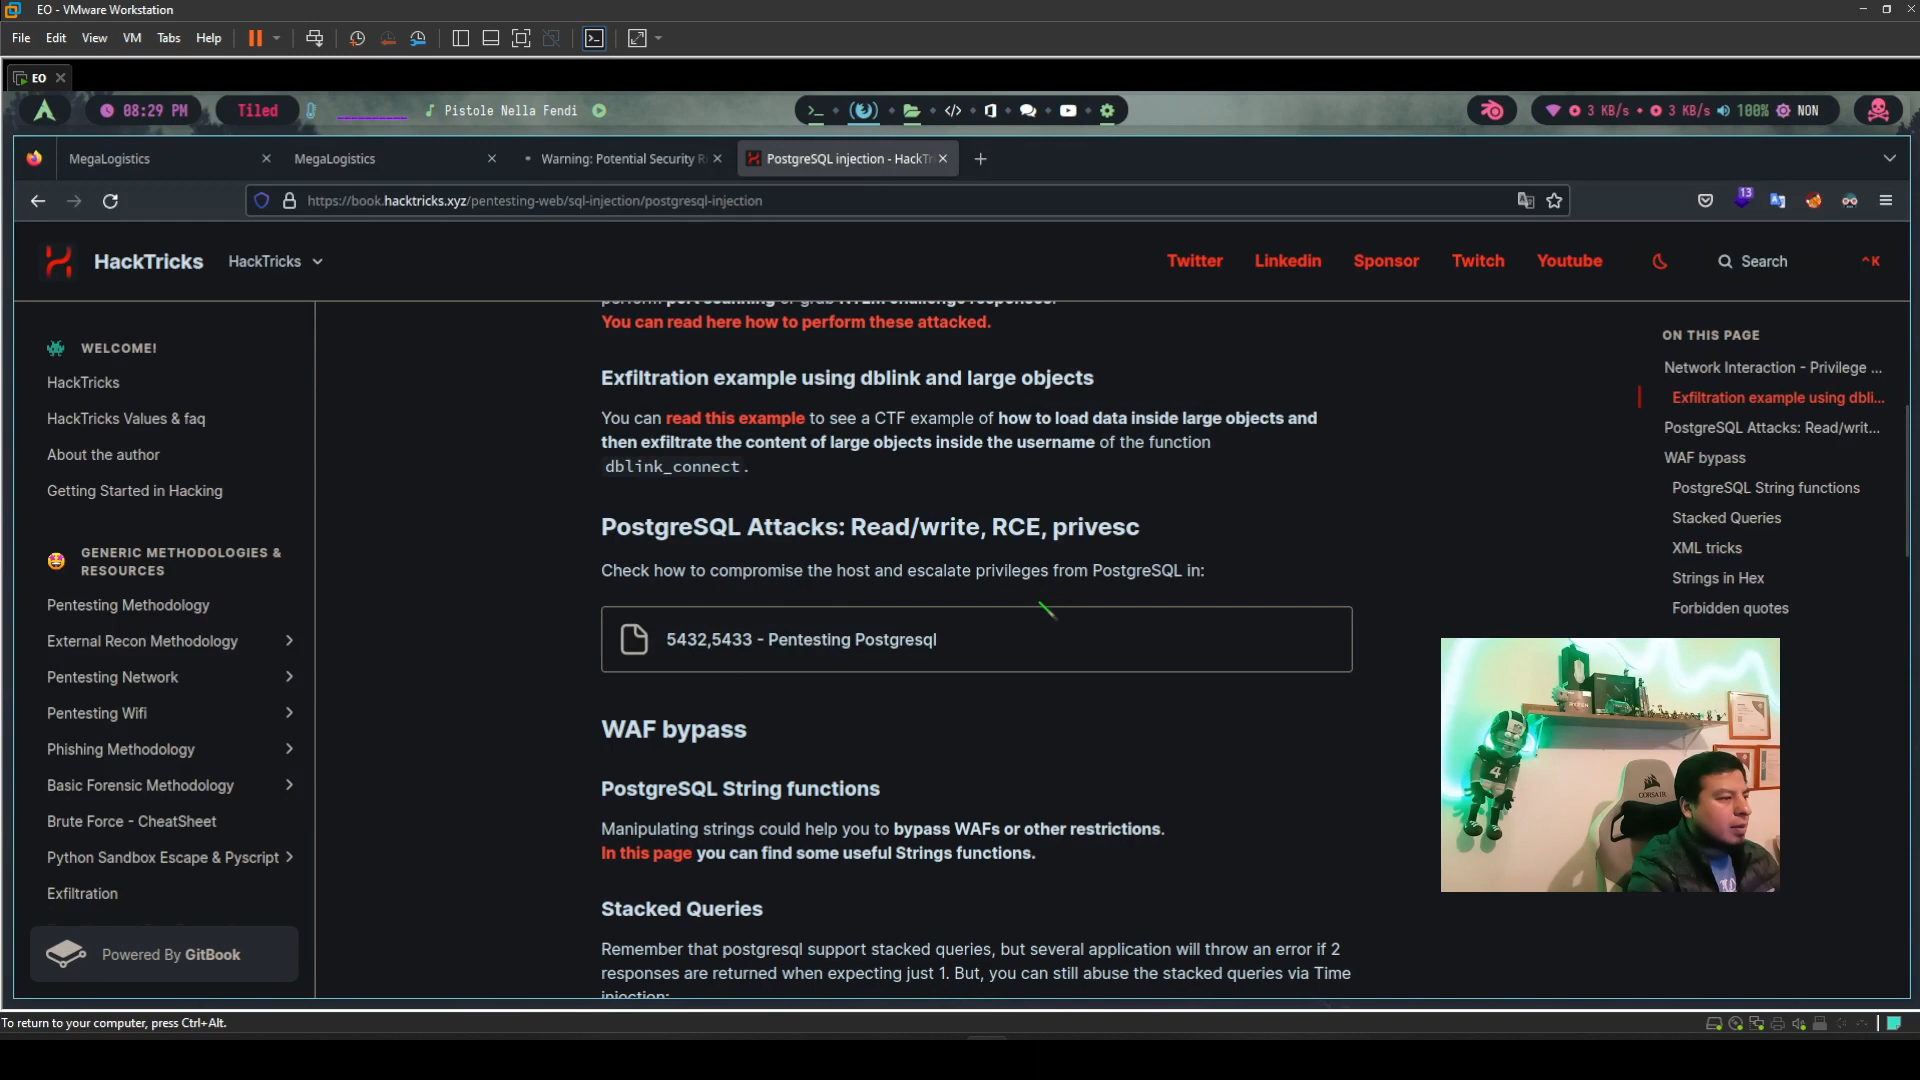 EO - VMware Workstation
File Edit View VM Tabs Help
EO
08:29 PM
Tiled
Pistole Nella Fendi
3 KB/s • 3 KB/s 100% NON
MegaLogistics
MegaLogistics
Warning: Potential Security R
PostgreSQL injection - HackTr
https://book.hacktricks.xyz/pentesting-web/sql-injection/postgresql-injection
13
HackTricks
HackTricks
Twitter Linkedin Sponsor Twitch Youtube
Search
^K
WELCOME!
HackTricks
HackTricks Values & faq
About the author
Getting Started in Hacking
GENERIC METHODOLOGIES &
RESOURCES
Pentesting Methodology
External Recon Methodology
Pentesting Network
Pentesting Wifi
Phishing Methodology
Basic Forensic Methodology
Brute Force - CheatSheet
Python Sandbox Escape & Pyscript
Exfiltration
Powered By GitBook
perform port scanning or grab NTLM challenge responses.
You can read here how to perform these attacked.
Exfiltration example using dblink and large objects
You can read this example to see a CTF example of how to load data inside large objects and
then exfiltrate the content of large objects inside the username of the function
dblink_connect.
PostgreSQL Attacks: Read/write, RCE, privesc
Check how to compromise the host and escalate privileges from PostgreSQL in:
5432,5433 - Pentesting Postgresql
WAF bypass
PostgreSQL String functions
Manipulating strings could help you to bypass WAFs or other restrictions.
In this page you can find some useful Strings functions.
Stacked Queries
Remember that postgresql support stacked queries, but several application will throw an error if 2
responses are returned when expecting just 1. But, you can still abuse the stacked queries via Time
injection:
ON THIS PAGE
Network Interaction - Privilege ...
Exfiltration example using dbli...
PostgreSQL Attacks: Read/writ...
WAF bypass
PostgreSQL String functions
Stacked Queries
XML tricks
Strings in Hex
Forbidden quotes
4
CORSAIR
To return to your computer, press Ctrl+Alt.